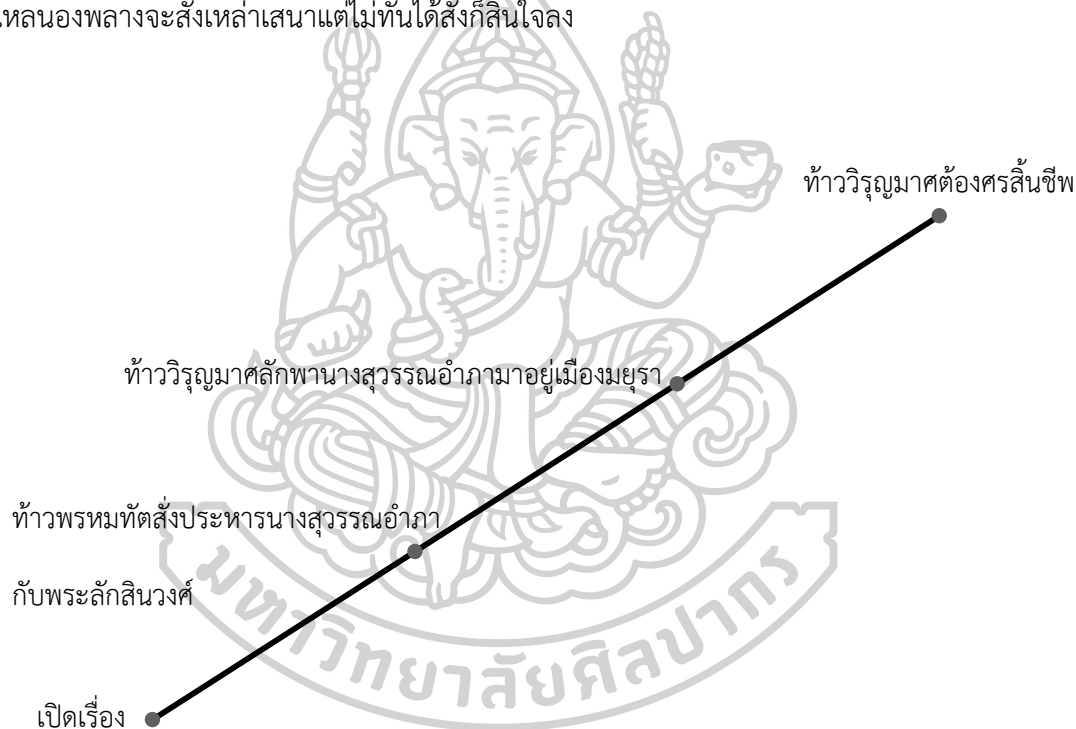 ไหลนองพลางจะสั่งเหล่าเสนาแต่ไม่ทันได้สั่งก็สิ้นใจลง
ท้าววิรุญมาศต้องศรสิ้นชีพ
ท้าววิรุญมาศลักพานางสุวรรณอำภามาอยู่เมืองมยุรา
ท้าวพรหมทัตสั่งประหารนางสุวรรณอำภา
กับพระลักสินวงศ์
เปิดเรื่อง
มหาวิทยาลัยศิลปากร